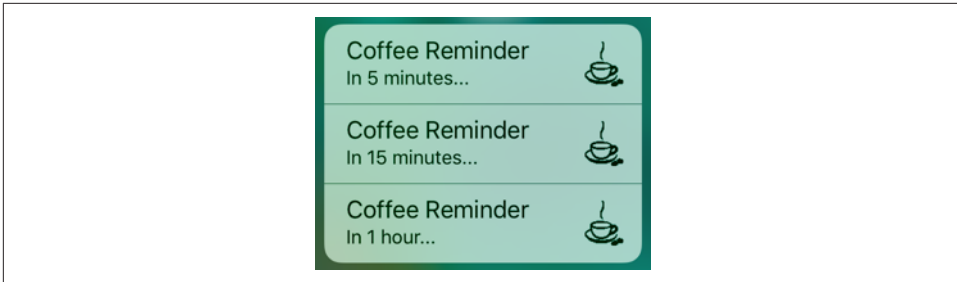 Coffee Reminder
In 5 minutes...
Coffee Reminder
In 15 minutes...
Coffee Reminder
In 1 hour...